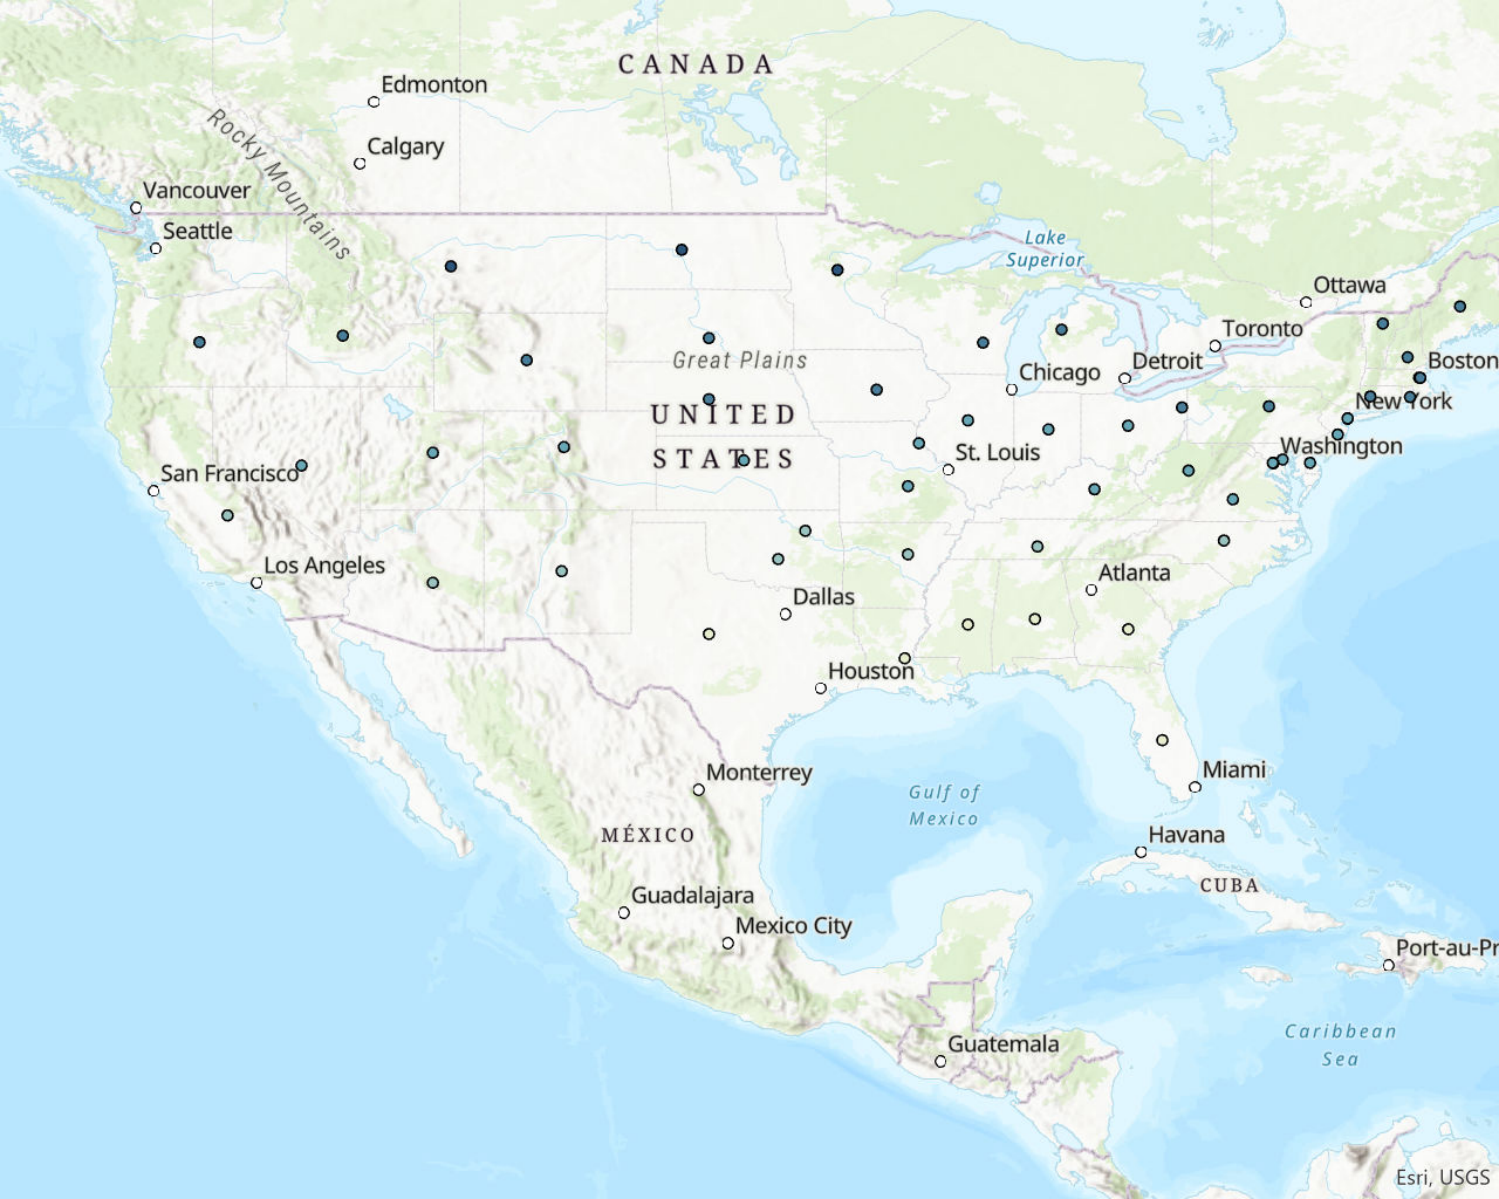 CANADA
Edmonton
Rocky Mountains
Calgary
Vancouver
Seattle
Lake
Superior
Ottawa
Toronto
Great Plains
Chicago
Detroit
Boston
UNITED
STATES
New York
Washington
St. Louis
San Francisco
Los Angeles
Atlanta
Dallas
Houston
Monterrey
Miami
Gulf of
Mexico
MÉXICO
Havana
CUBA
Guadalajara
Mexico City
Port-au-Pr
Caribbean
Sea
Guatemala
Esri, USGS